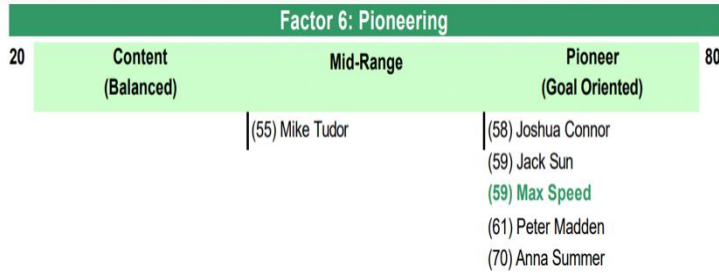 Factor 6: Pioneering
20 Content (Balanced) Mid-Range Pioneer (Goal Oriented) 80
(55) Mike Tudor
(58) Joshua Connor
(59) Jack Sun
(59) Max Speed
(61) Peter Madden
(70) Anna Summer